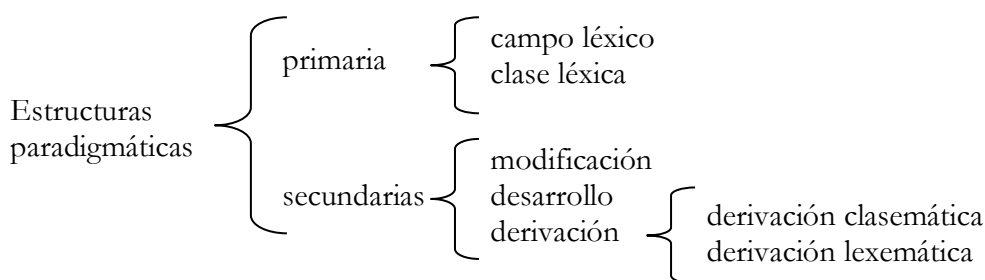 Estructuras
paradigmáticas
primaria
campo léxico
clase léxica
secundarias
modificación
desarrollo
derivación
derivación clasemática
derivación lexemática